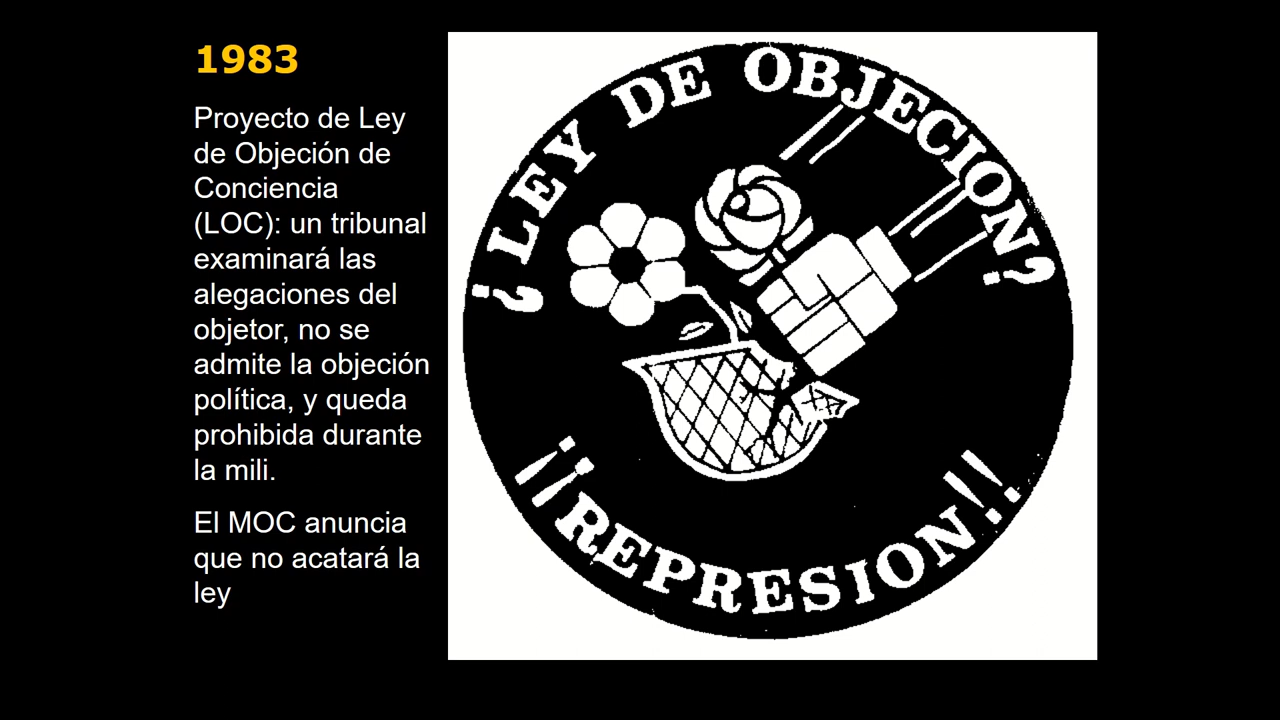 1983
Proyecto de Ley
de Objeción de
Conciencia
(LOC): un tribunal
examinará las
alegaciones del
objetor, no se
admite la objeción
política, y queda
prohibida durante
la mili.
El MOC anuncia
que no acatará la
ley
¿LEY DE OBJECION?
¡¡REPRESION!!